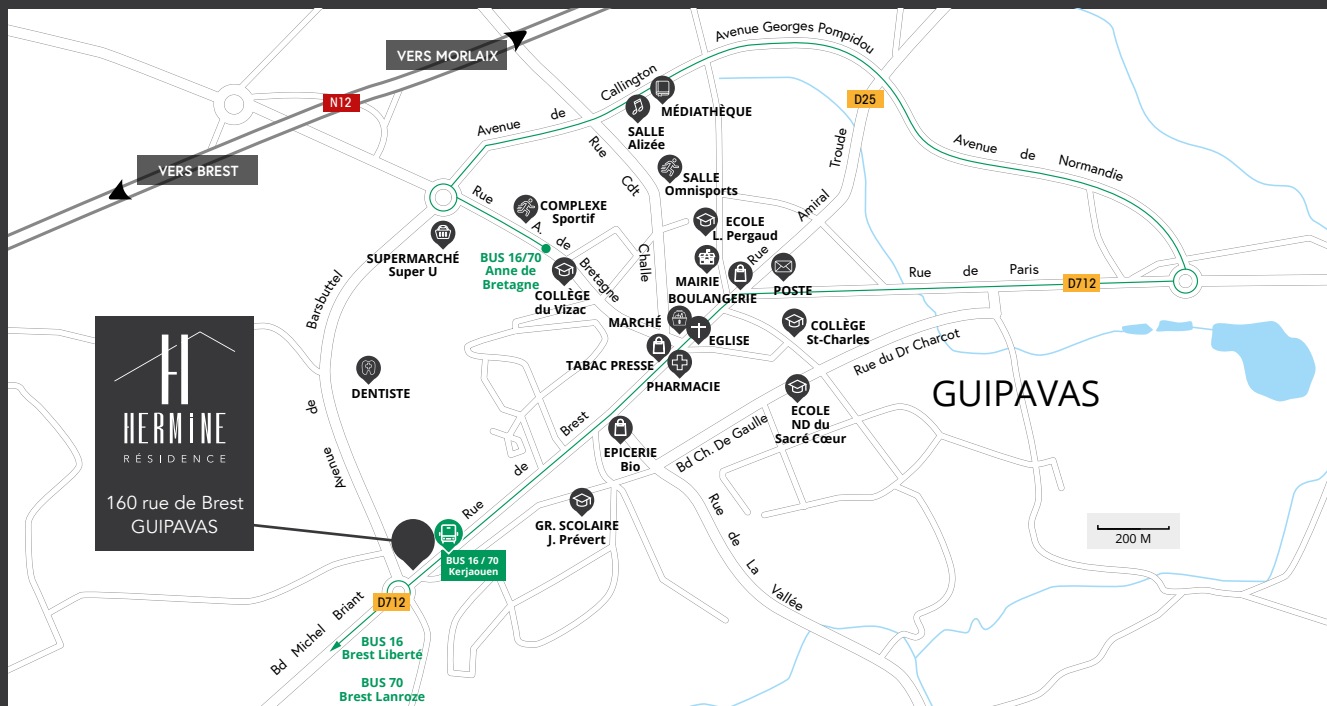 VERS MORLAIX
N12
VERS BREST
Avenue Georges Pompidou
Avenue de Callington
MÉDIATHÈQUE
SALLE
Alizée
D25
Rue Cdt Challe
SALLE
Omnisports
Rue Amiral Troude
Avenue de Normandie
Rue A. de Bretagne
COMPLEXE
Sportif
ECOLE
L. Pergaud
SUPERMARCHÉ
Super U
BUS 16/70
Anne de
Bretagne
COLLÈGE
du Vizac
MAIRIE
BOULANGERIE
POSTE
Rue de Paris
D712
MARCHÉ
EGLISE
COLLÈGE
St-Charles
TABAC PRESSE
PHARMACIE
Rue du Dr Charcot
GUIPAVAS
Avenue de Barsbuttel
DENTISTE
HERMiNE
RÉSIDENCE
160 rue de Brest
GUIPAVAS
ECOLE
ND du
Sacré Cœur
Bd Ch. De Gaulle
EPICERIE
Bio
Rue de Brest
GR. SCOLAIRE
J. Prévert
Rue de La Vallée
200 M
BUS 16 / 70
Kerjaouen
D712
Bd Michel Briant
BUS 16
Brest Liberté
BUS 70
Brest Lanroze